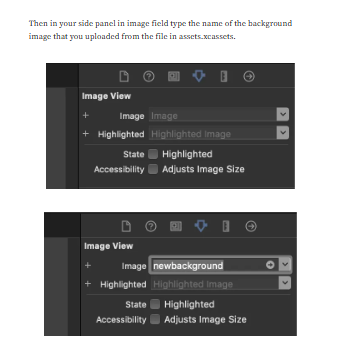 Then in your side panel in image field type the name of the background
image that you uploaded from the file in assets.xcassets.
Image View
+ Image Image
+ Highlighted Highlighted Image
State Highlighted
Accessibility Adjusts Image Size
Image View
+ Image newbackground
+ Highlighted Highlighted Image
State Highlighted
Accessibility Adjusts Image Size